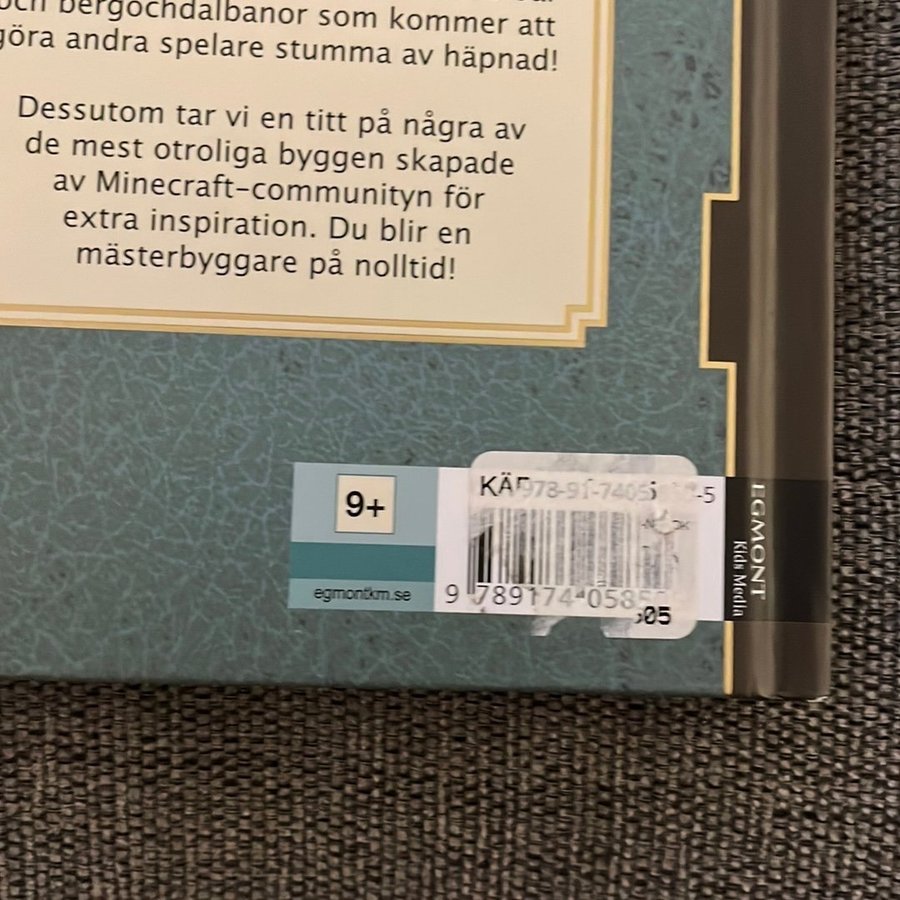 och bergochdalbanor som kommer att
göra andra spelare stumma av häpnad!
Dessutom tar vi en titt på några av
de mest otroliga byggen skapade
av Minecraft-communityn för
extra inspiration. Du blir en
mästerbyggare på nolltid!
9+
egmontkm.se
EGMONT
Kids Media